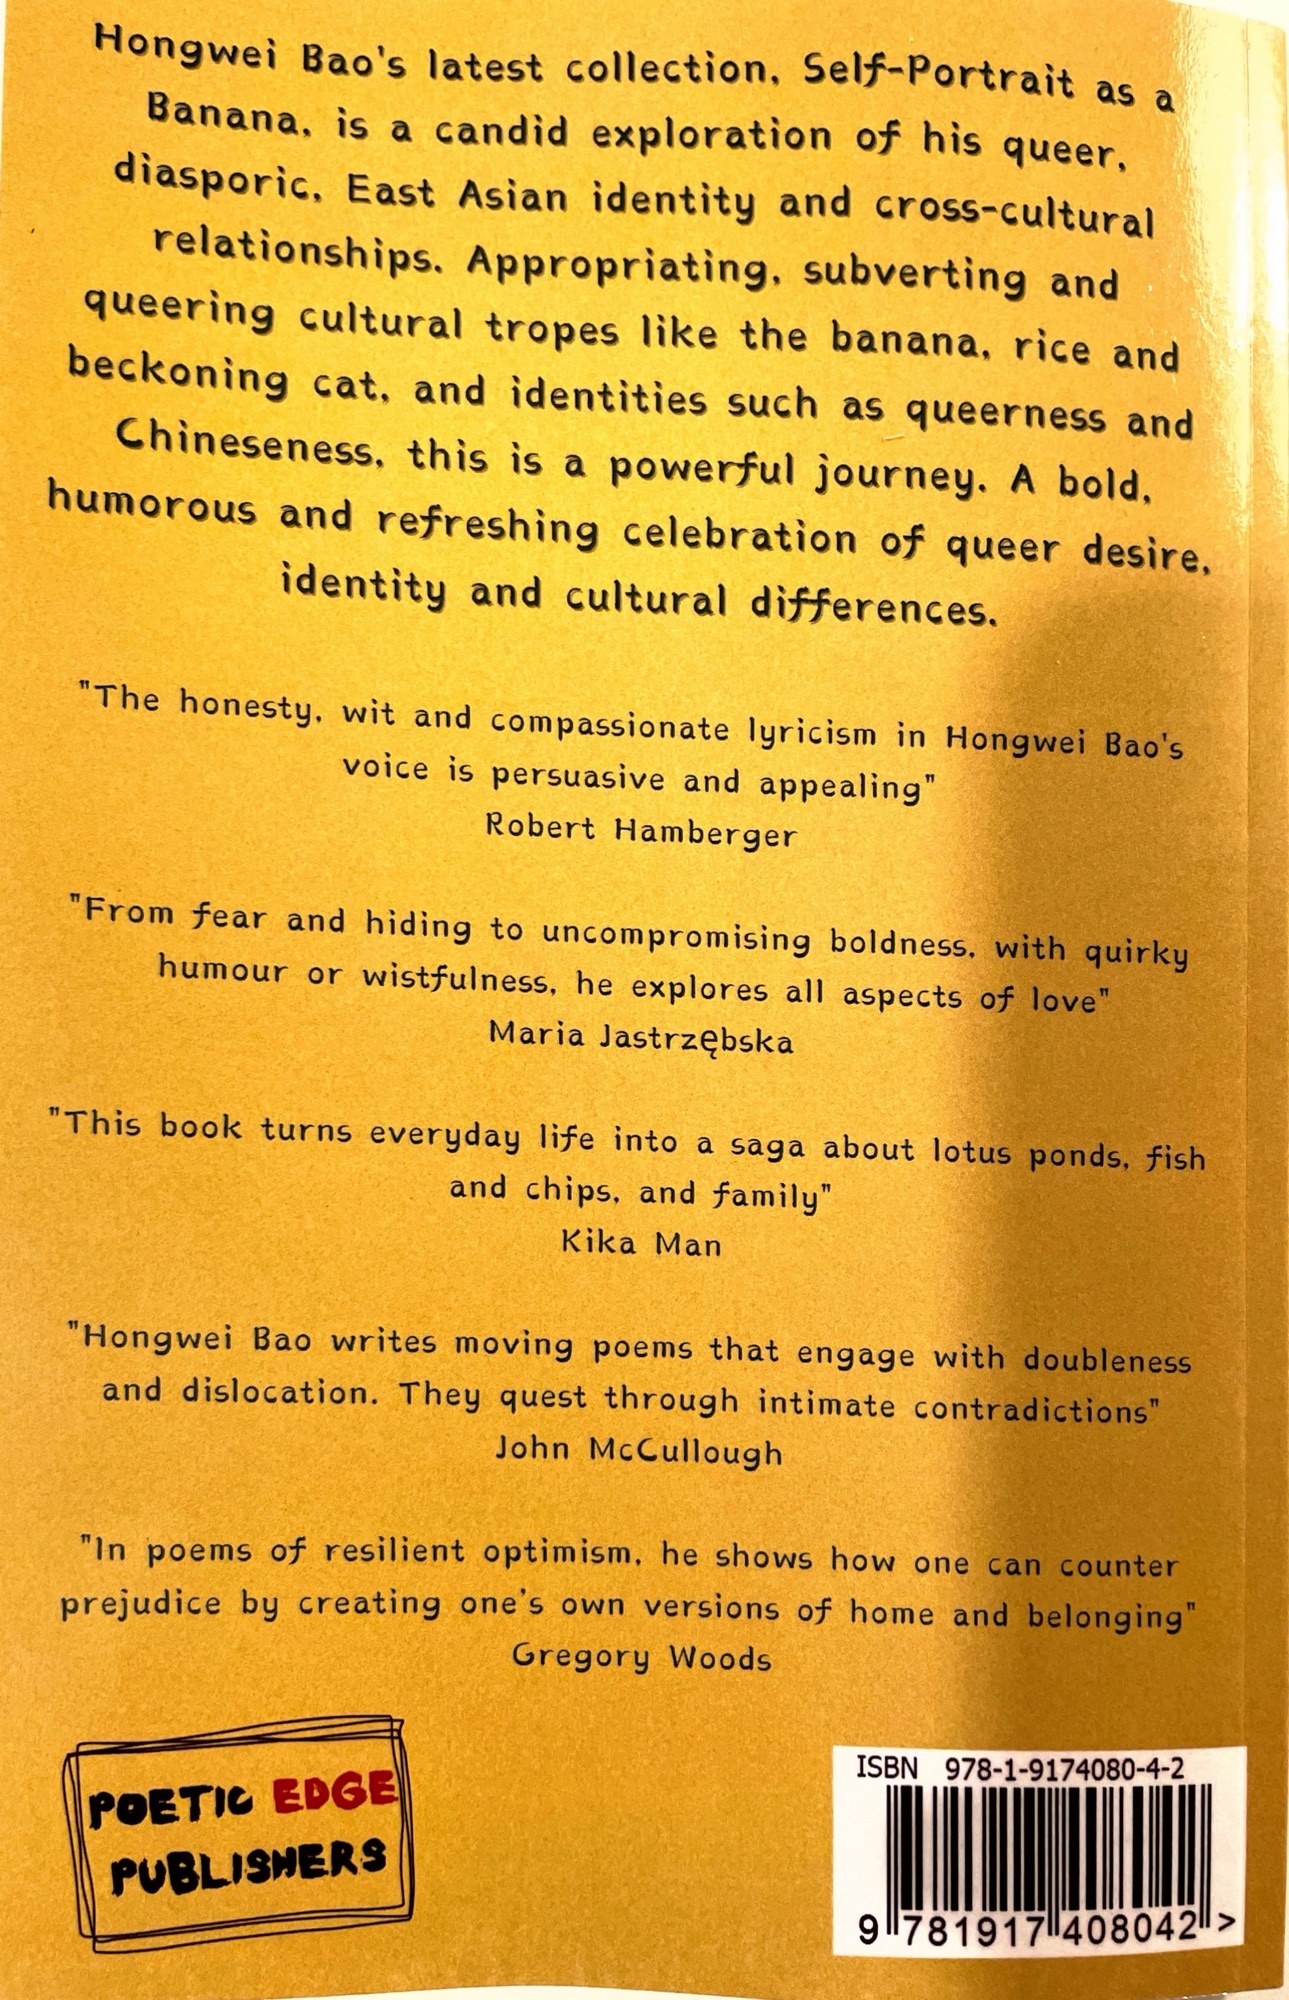 Hongwei Bao's latest collection, Self-Portrait as a
Banana, is a candid exploration of his queer,
diasporic, East Asian identity and cross-cultural
relationships. Appropriating, subverting and
queering cultural tropes like the banana, rice and
beckoning cat, and identities such as queerness and
Chineseness, this is a powerful journey. A bold,
humorous and refreshing celebration of queer desire,
identity and cultural differences.
"The honesty, wit and compassionate lyricism in Hongwei Bao's
voice is persuasive and appealing"
Robert Hamberger
"From fear and hiding to uncompromising boldness, with quirky
humour or wistfulness, he explores all aspects of love"
Maria Jastrzębska
"This book turns everyday life into a saga about lotus ponds, fish
and chips, and family"
Kika Man
"Hongwei Bao writes moving poems that engage with doubleness
and dislocation. They quest through intimate contradictions"
John McCullough
"In poems of resilient optimism, he shows how one can counter
prejudice by creating one's own versions of home and belonging"
Gregory Woods
POETIC EDGE
PUBLISHERS
ISBN 978-1-9174080-4-2
9 781917 408042 >